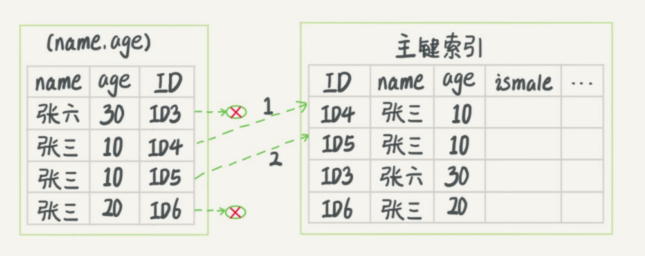 (name.age)
name age ID
张六 30 ID3
张三 10 ID4
张三 10 ID5
张三 20 ID6
1
2
主键索引
ID name age ismale ...
ID4 张三 10
ID5 张三 10
ID3 张六 30
ID6 张三 20